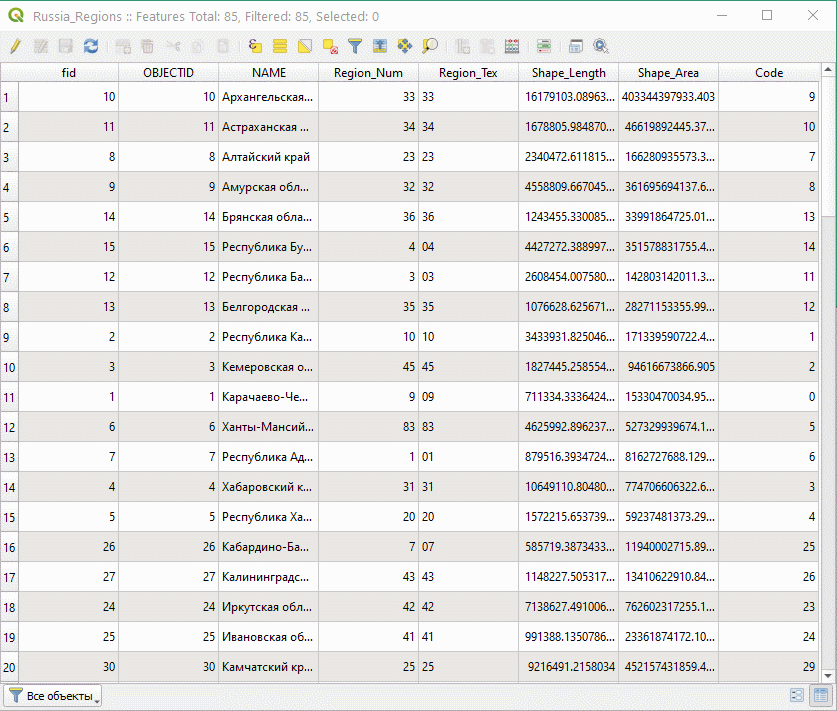 Russia_Regions :: Features Total: 85, Filtered: 85, Selected: 0
fid OBJECTID NAME Region_Num Region_Tex Shape_Length Shape_Area Code
1 10 10 Архангельская... 33 33 16179103.08963... 403344397933.403 9
2 11 11 Астраханская ... 34 34 1678805.984870... 46619892445.37... 10
3 8 8 Алтайский край 23 23 2340472.611815... 166280935573.3... 7
4 9 9 Амурская обл... 32 32 4558809.667045... 361695694137.6... 8
5 14 14 Брянская обла... 36 36 1243455.330085... 33991864725.01... 13
6 15 15 Республика Бу... 4 04 4427272.388997... 351578831755.4... 14
7 12 12 Республика Ба... 3 03 2608454.007580... 142803142011.3... 11
8 13 13 Белгородская ... 35 35 1076628.625671... 28271153355.99... 12
9 2 2 Республика Ка... 10 10 3433931.825046... 171339590722.4... 1
10 3 3 Кемеровская о... 45 45 1827445.258554... 94616673866.905 2
11 1 1 Карачаево-Че... 9 09 711334.3336424... 15330470034.95... 0
12 6 6 Ханты-Мансий... 83 83 4625992.896237... 527329939674.1... 5
13 7 7 Республика Ад... 1 01 879516.3934724... 8162727688.129... 6
14 4 4 Хабаровский к... 31 31 10649110.80480... 774706606322.6... 3
15 5 5 Республика Ха... 20 20 1572215.653739... 59237481373.29... 4
16 26 26 Кабардино-Ба... 7 07 585719.3873433... 11940002715.89... 25
17 27 27 Калининградс... 43 43 1148227.505317... 13410622910.84... 26
18 24 24 Иркутская обл... 42 42 7138627.491006... 762602317255.1... 23
19 25 25 Ивановская об... 41 41 991388.1350786... 23361874172.10... 24
20 30 30 Камчатский кр... 25 25 9216491.2158034 452157431859.4... 29
Все объекты